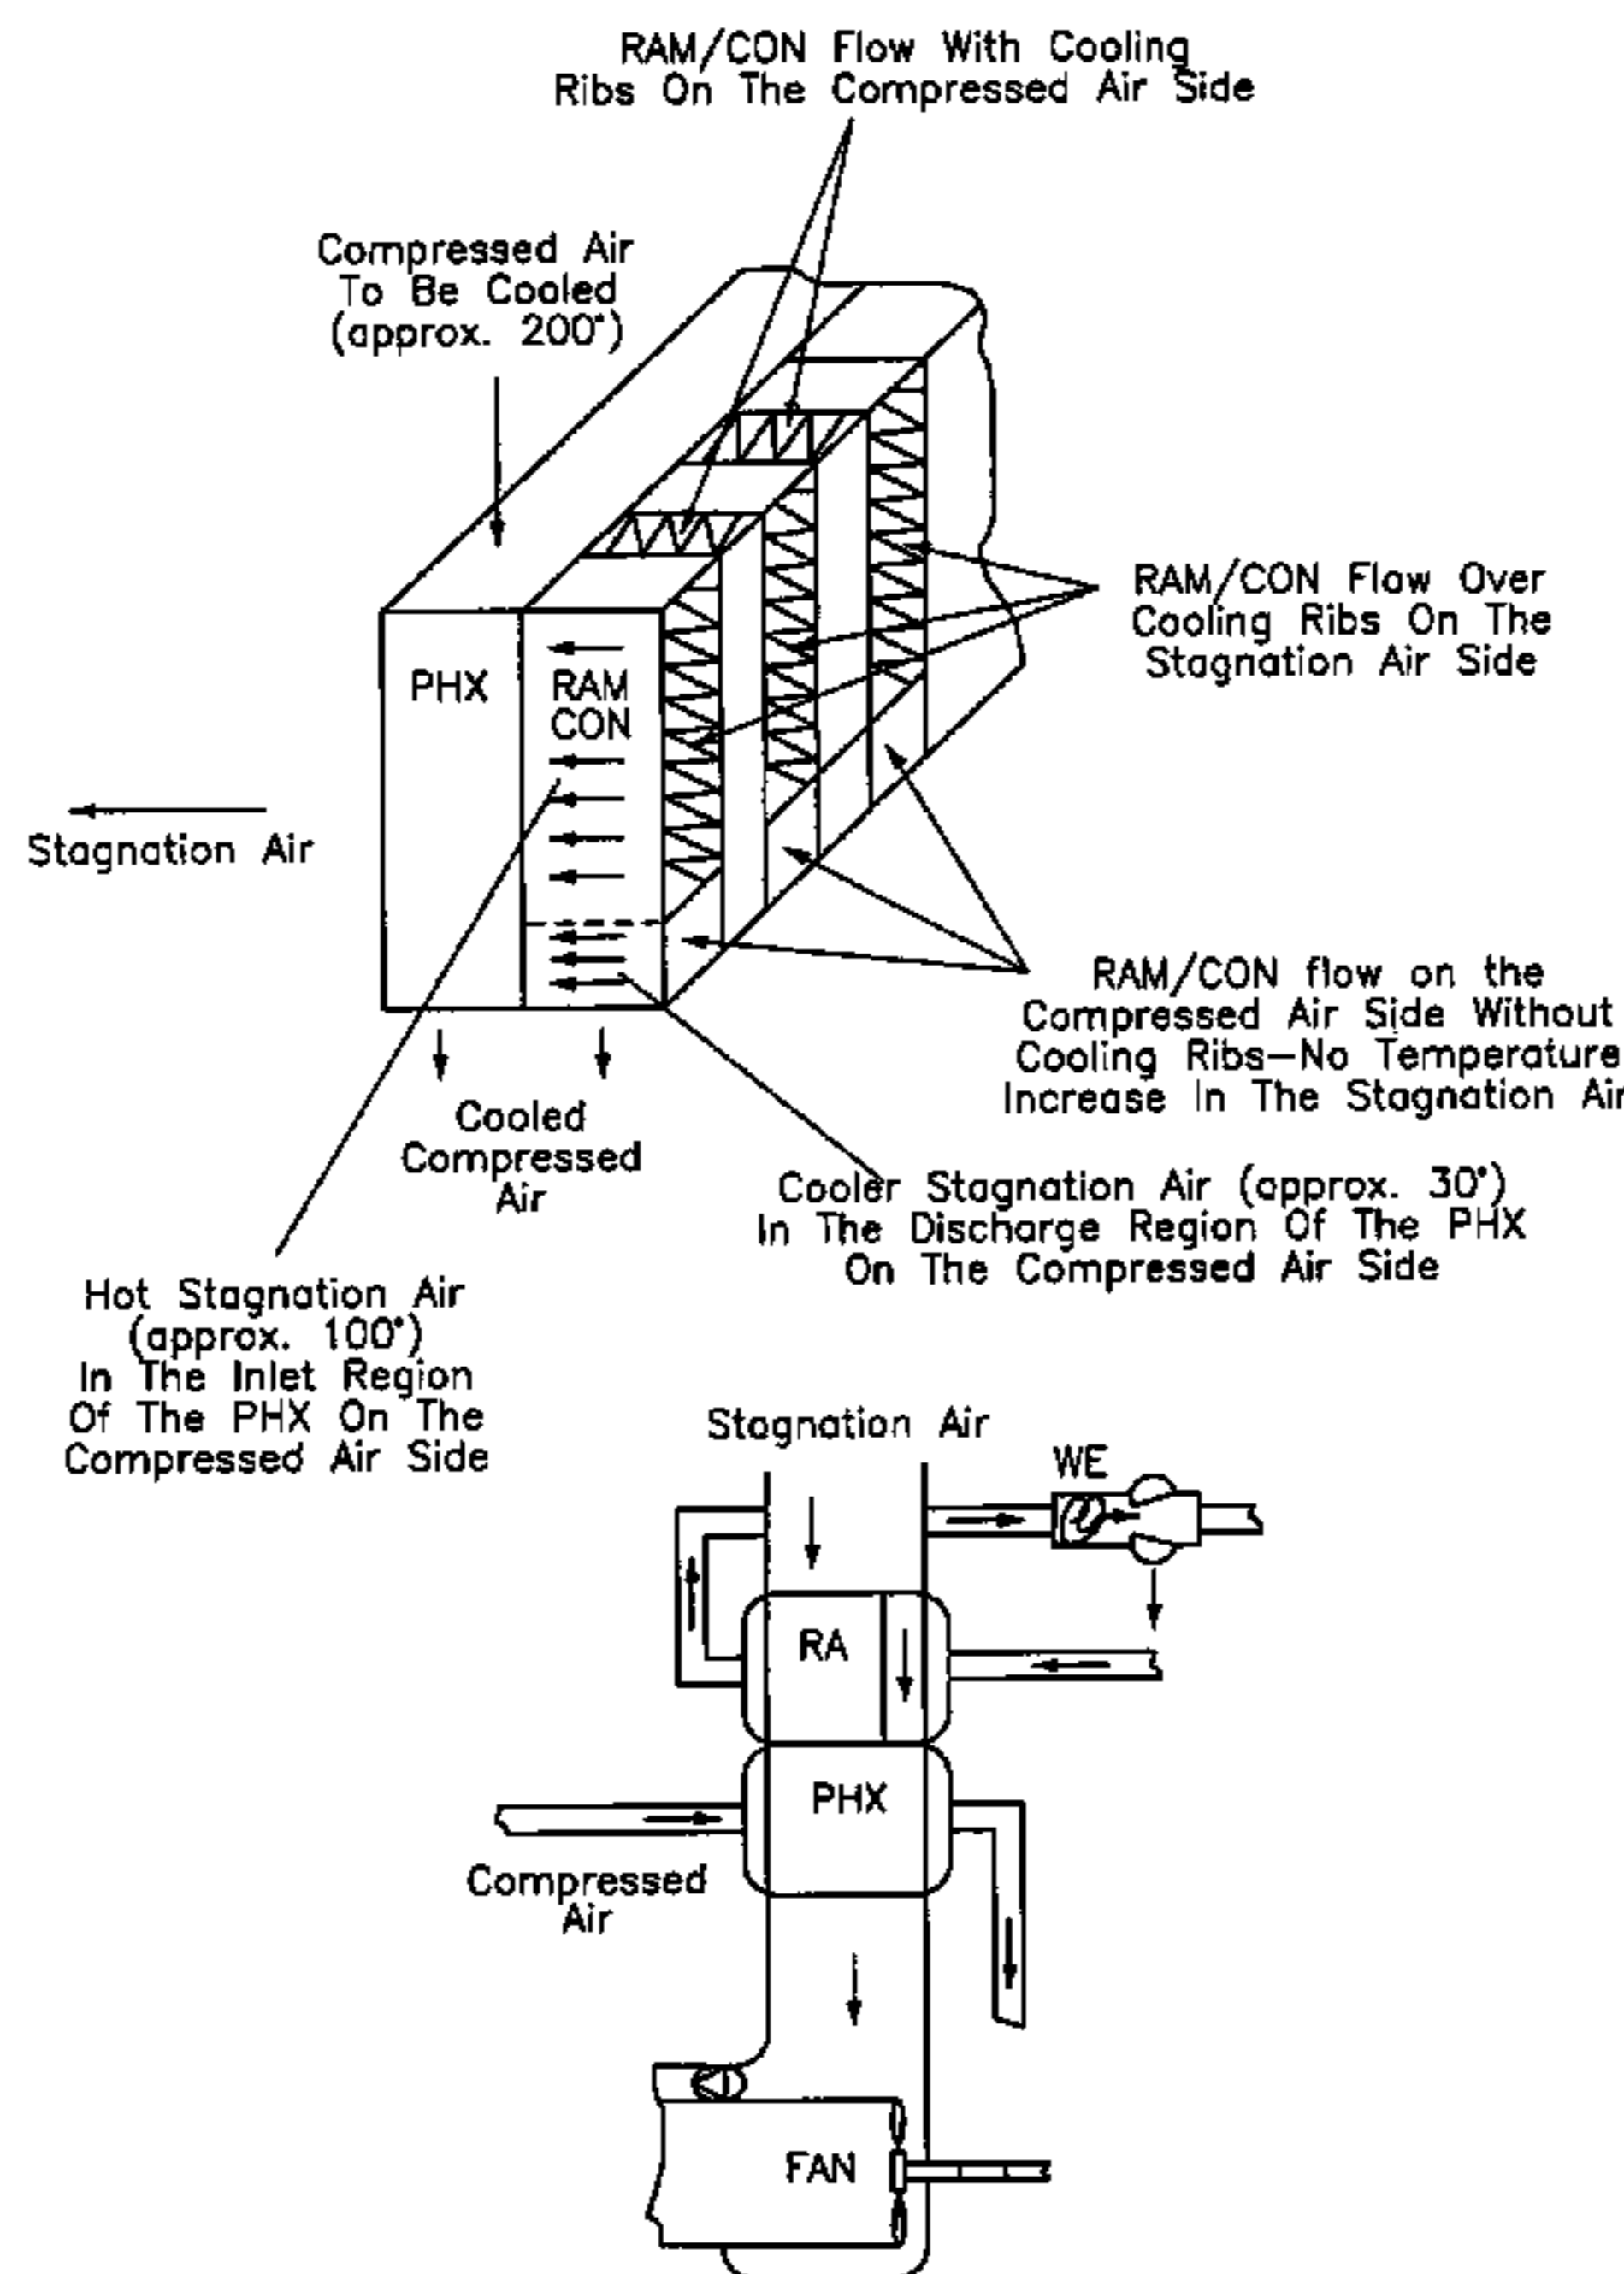 RAM/CON Flow With Cooling
Ribs On The Compressed Air Side
Compressed Air
To Be Cooled
(approx. 200°)
RAM/CON Flow Over
Cooling Ribs On The
Stagnation Air Side
PHX
RAM
CON
Stagnation Air
RAM/CON flow on the
Compressed Air Side Without
Cooling Ribs-No Temperature
Increase In The Stagnation Air
Cooled
Compressed
Air
Cooler Stagnation Air (approx. 30°)
In The Discharge Region Of The PHX
On The Compressed Air Side
Hot Stagnation Air
(approx. 100°)
In The Inlet Region
Of The PHX On The
Compressed Air Side
Stagnation Air
WE
RA
PHX
Compressed
Air
FAN